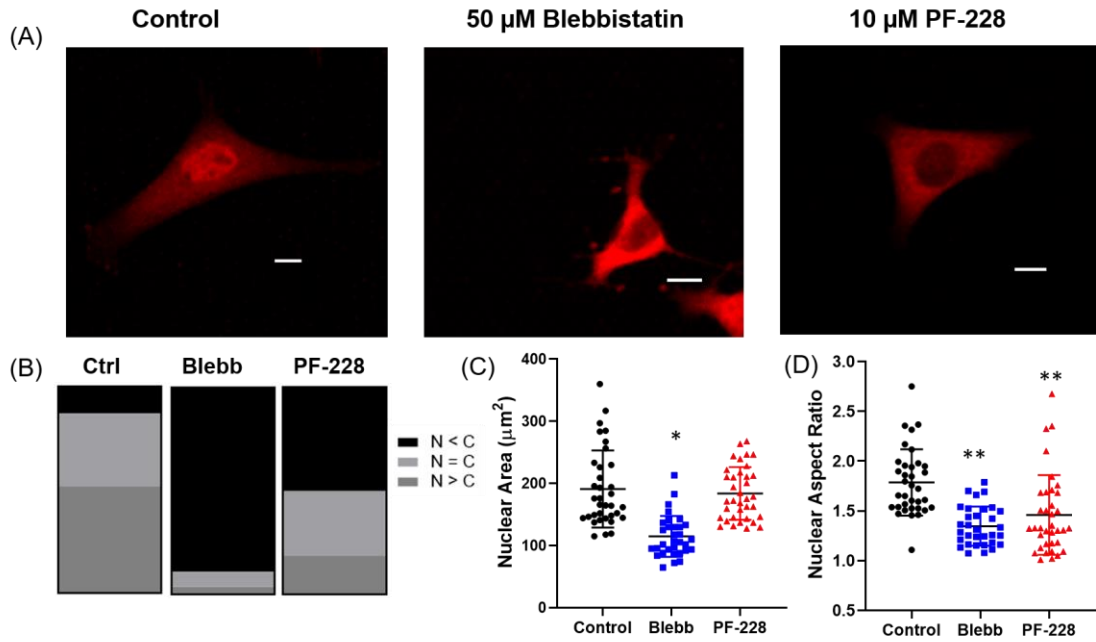 Control 50 µM Blebbistatin 10 µM PF-228
(A)
(B) Ctrl Blebb PF-228
N < C
N = C
N > C
(C)
Nuclear Area (µm²)
400
300
200
100
0
*
Control Blebb PF-228
(D)
Nuclear Aspect Ratio
3.0
2.5
2.0
1.5
1.0
0.5
**
**
Control Blebb PF-228